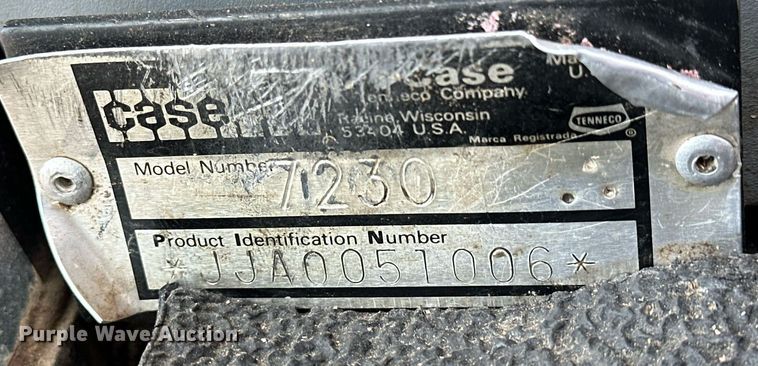 case
Case
Tenneco Company
Racine Wisconsin
53404 U.S.A.
U.S.
TENNECO
®
Marca Registrada
Model Number
7230
Product Identification Number
*JJA0051006*
Purple Wave Auction